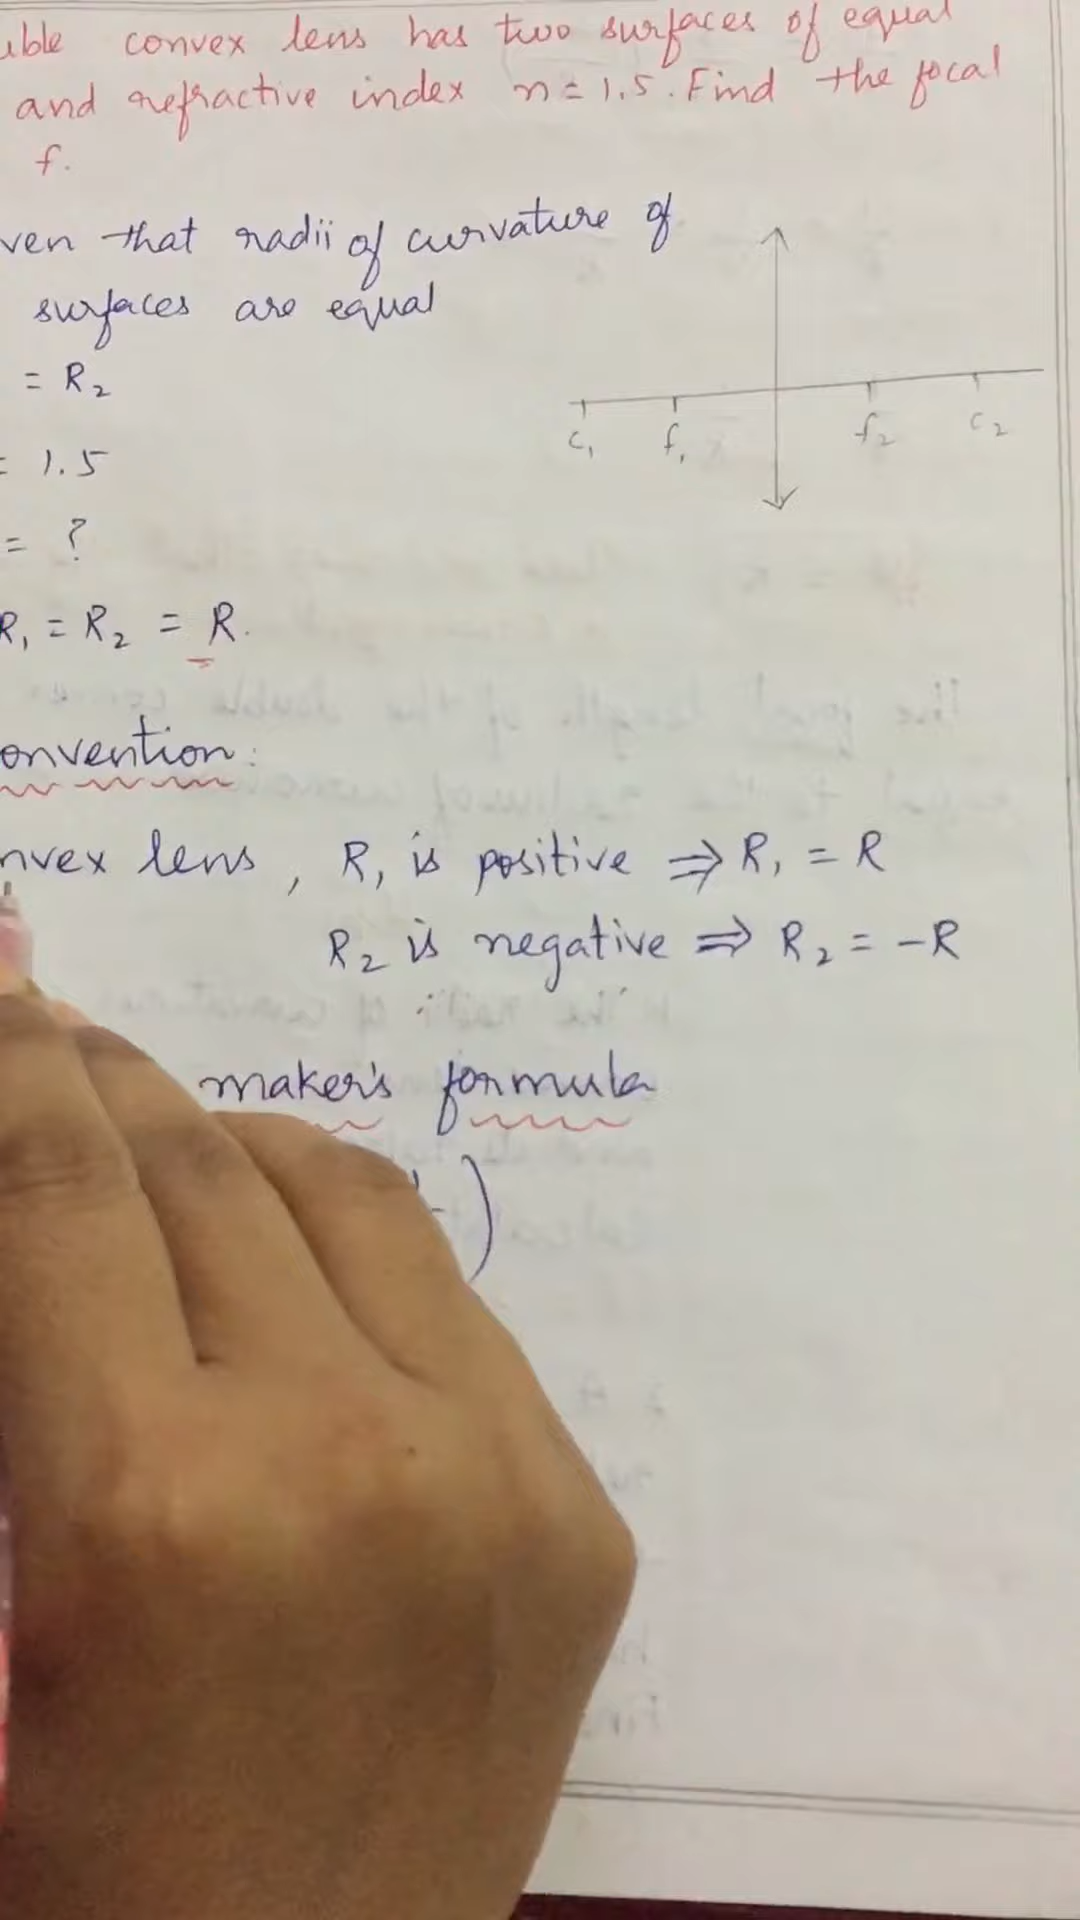 convex lens has two surfaces of equal
and refractive index n = 1.5. Find the focal
f.
that radii of curvature of
surfaces are equal
= R₂
= 1.5
= ?
R₁ = R₂ = R.
C₁ f₁ f₂ C₂
onvention:
nvex lens, R₁ is positive ⇒ R₁ = R
R₂ is negative ⇒ R₂ = -R
maker's formula
)